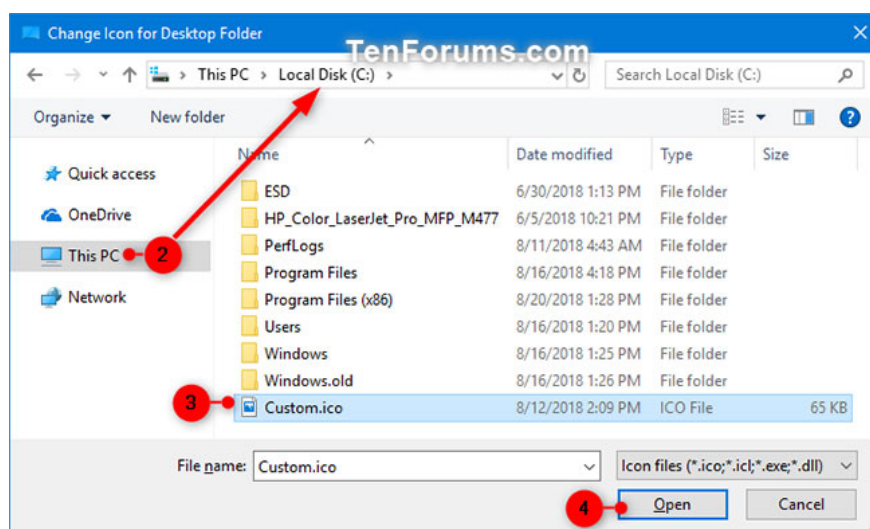 Change Icon for Desktop Folder
TenForums.com
This PC > Local Disk (C:) >
Search Local Disk (C:)
Organize
New folder
Name Date modified Type Size
Quick access
OneDrive
This PC
Network
2
ESD 6/30/2018 1:13 PM File folder
HP_Color_LaserJet_Pro_MFP_M477 6/5/2018 10:21 PM File folder
PerfLogs 8/11/2018 4:43 AM File folder
Program Files 8/16/2018 4:18 PM File folder
Program Files (x86) 8/20/2018 1:28 PM File folder
Users 8/16/2018 1:20 PM File folder
Windows 8/16/2018 1:25 PM File folder
Windows.old 8/16/2018 1:26 PM File folder
3
Custom.ico 8/12/2018 2:09 PM ICO File 65 KB
File name: Custom.ico
Icon files (*.ico;*.icl;*.exe;*.dll)
4
Open Cancel